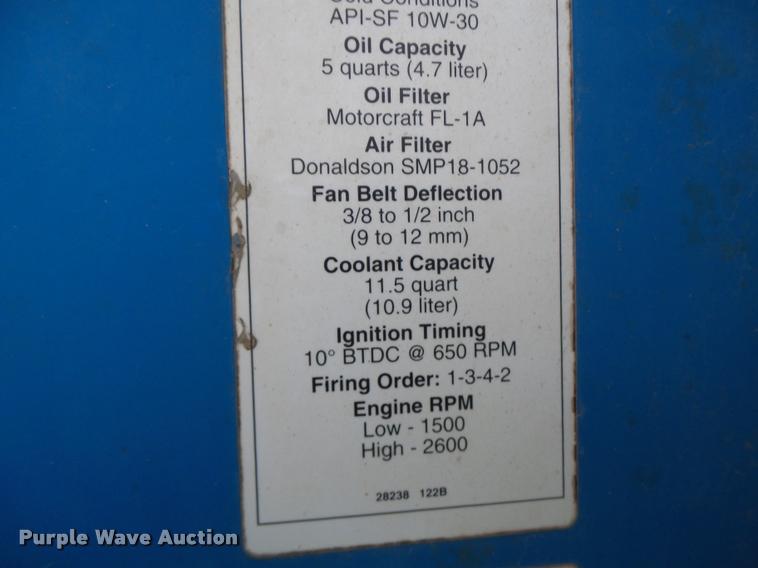 Cold Conditions
API-SF 10W-30
Oil Capacity
5 quarts (4.7 liter)
Oil Filter
Motorcraft FL-1A
Air Filter
Donaldson SMP18-1052
Fan Belt Deflection
3/8 to 1/2 inch
(9 to 12 mm)
Coolant Capacity
11.5 quart
(10.9 liter)
Ignition Timing
10° BTDC @ 650 RPM
Firing Order: 1-3-4-2
Engine RPM
Low - 1500
High - 2600
28238 122B
Purple Wave Auction